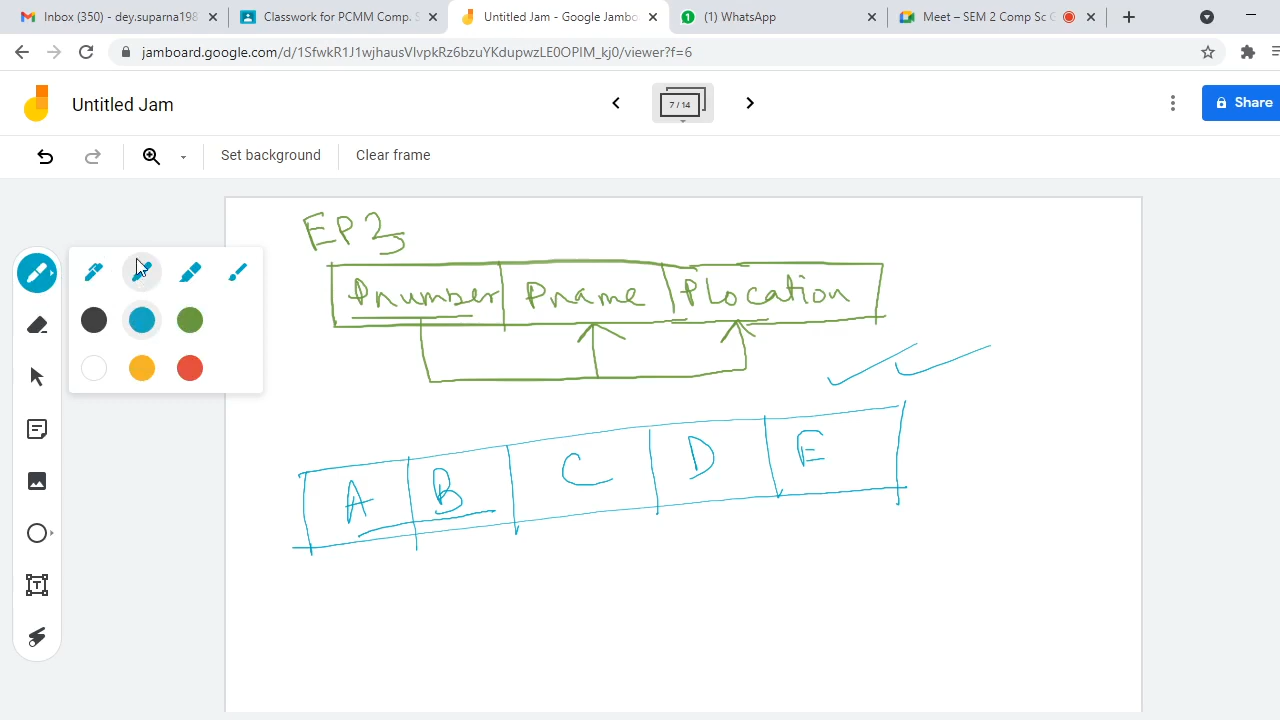 Inbox (350) - dey.suparna198
Classwork for PCMM Comp. S
Untitled Jam - Google Jambo
(1) WhatsApp
Meet – SEM 2 Comp Sc G
jamboard.google.com/d/1SfwkR1J1wjhausVlvpkRz6bzuYKdupwzLE0OPIM_kj0/viewer?f=6
Untitled Jam
7 / 14
Share
Set background
Clear frame
EP3
Pnumber Pname Plocation
A B C D E